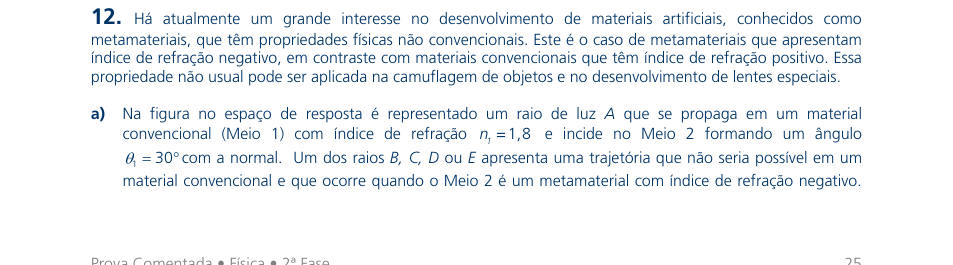 12. Há atualmente um grande interesse no desenvolvimento de materiais artificiais, conhecidos como
metamateriais, que têm propriedades físicas não convencionais. Este é o caso de metamateriais que apresentam
índice de refração negativo, em contraste com materiais convencionais que têm índice de refração positivo. Essa
propriedade não usual pode ser aplicada na camuflagem de objetos e no desenvolvimento de lentes especiais.
a) Na figura no espaço de resposta é representado um raio de luz A que se propaga em um material
convencional (Meio 1) com índice de refração n₁ = 1,8 e incide no Meio 2 formando um ângulo
θ₁ = 30° com a normal. Um dos raios B, C, D ou E apresenta uma trajetória que não seria possível em um
material convencional e que ocorre quando o Meio 2 é um metamaterial com índice de refração negativo.
Prova Comentada • Física • 2ª Fase 25